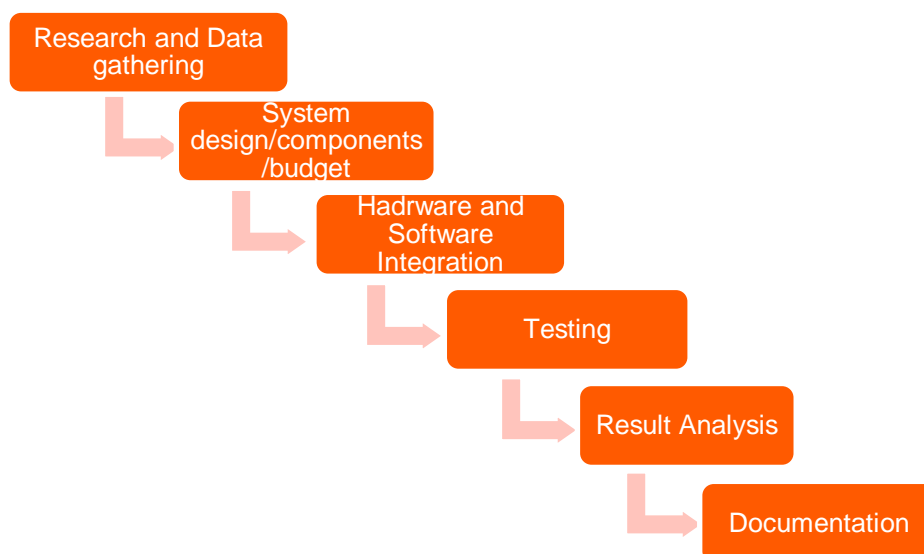 Research and Data
gathering
System
design/components
/budget
Hadrware and
Software
Integration
Testing
Result Analysis
Documentation